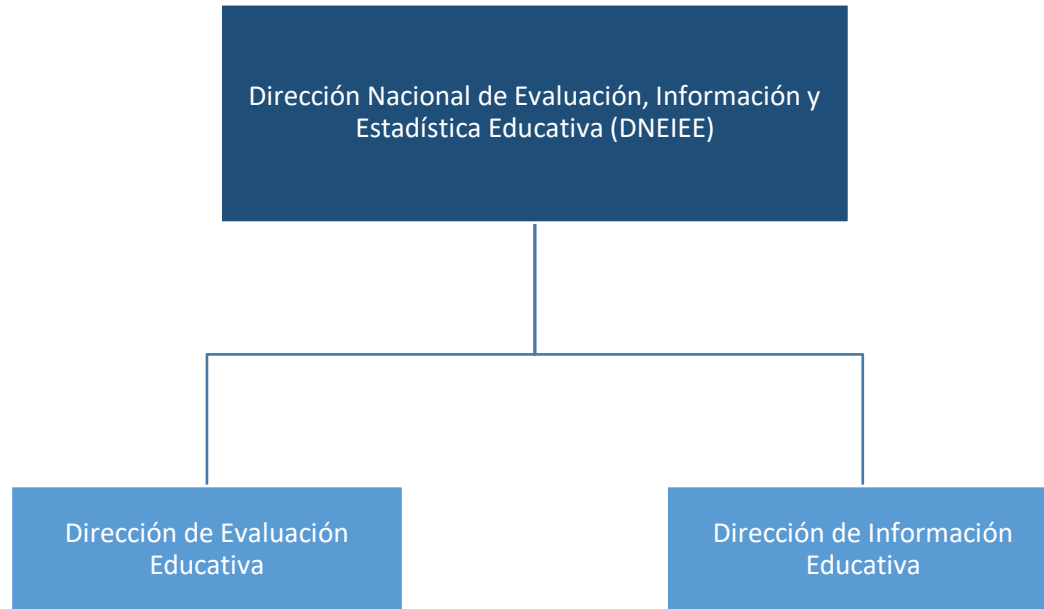 Dirección Nacional de Evaluación, Información y
Estadística Educativa (DNEIEE)
Dirección de Evaluación
Educativa
Dirección de Información
Educativa